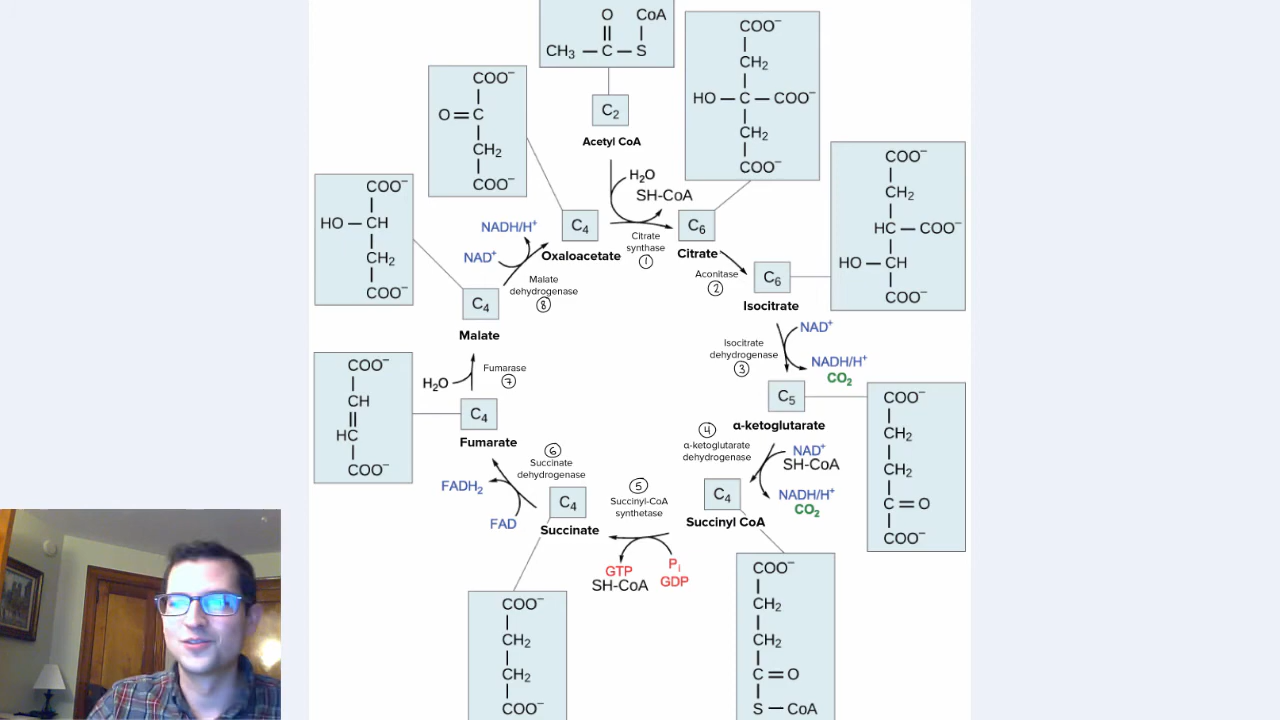 O CoA
CH₃ — C — S
C₂
Acetyl CoA
COO⁻
CH₂
HO — C — COO⁻
CH₂
COO⁻
COO⁻
O = C
CH₂
COO⁻
H₂O
SH-CoA
C₄
Oxaloacetate
Citrate
synthase
1
C₆
Citrate
Aconitase
2
C₆
Isocitrate
COO⁻
CH₂
HC — COO⁻
HO — CH
COO⁻
Isocitrate
dehydrogenase
3
NAD⁺
NADH/H⁺
CO₂
C₅
α-ketoglutarate
COO⁻
CH₂
CH₂
C = O
COO⁻
4
α-ketoglutarate
dehydrogenase
NAD⁺
SH-CoA
NADH/H⁺
CO₂
C₄
Succinyl CoA
COO⁻
CH₂
CH₂
C = O
S — CoA
5
Succinyl-CoA
synthetase
Pᵢ
GDP
GTP
SH-CoA
C₄
Succinate
COO⁻
CH₂
CH₂
COO⁻
6
Succinate
dehydrogenase
FAD
FADH₂
C₄
Fumarate
COO⁻
CH
HC
COO⁻
H₂O
Fumarase
7
C₄
Malate
COO⁻
HO — CH
CH₂
COO⁻
NAD⁺
NADH/H⁺
Malate
dehydrogenase
8